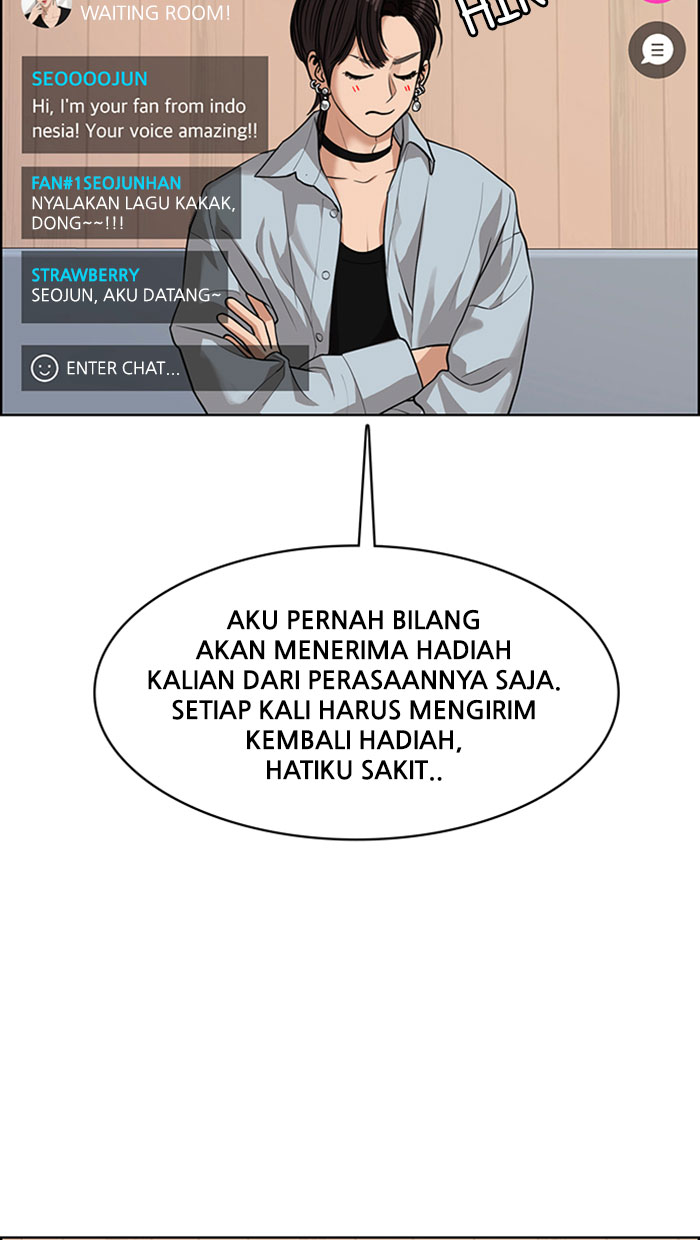 WAITING ROOM!
SEOOOOJUN
Hi, I'm your fan from indo
nesia! Your voice amazing!!
FAN#1SEOJUNHAN
NYALAKAN LAGU KAKAK,
DONG~~!!!
STRAWBERRY
SEOJUN, AKU DATANG~
ENTER CHAT...
AKU PERNAH BILANG
AKAN MENERIMA HADIAH
KALIAN DARI PERASAANNYA SAJA.
SETIAP KALI HARUS MENGIRIM
KEMBALI HADIAH,
HATIKU SAKIT..